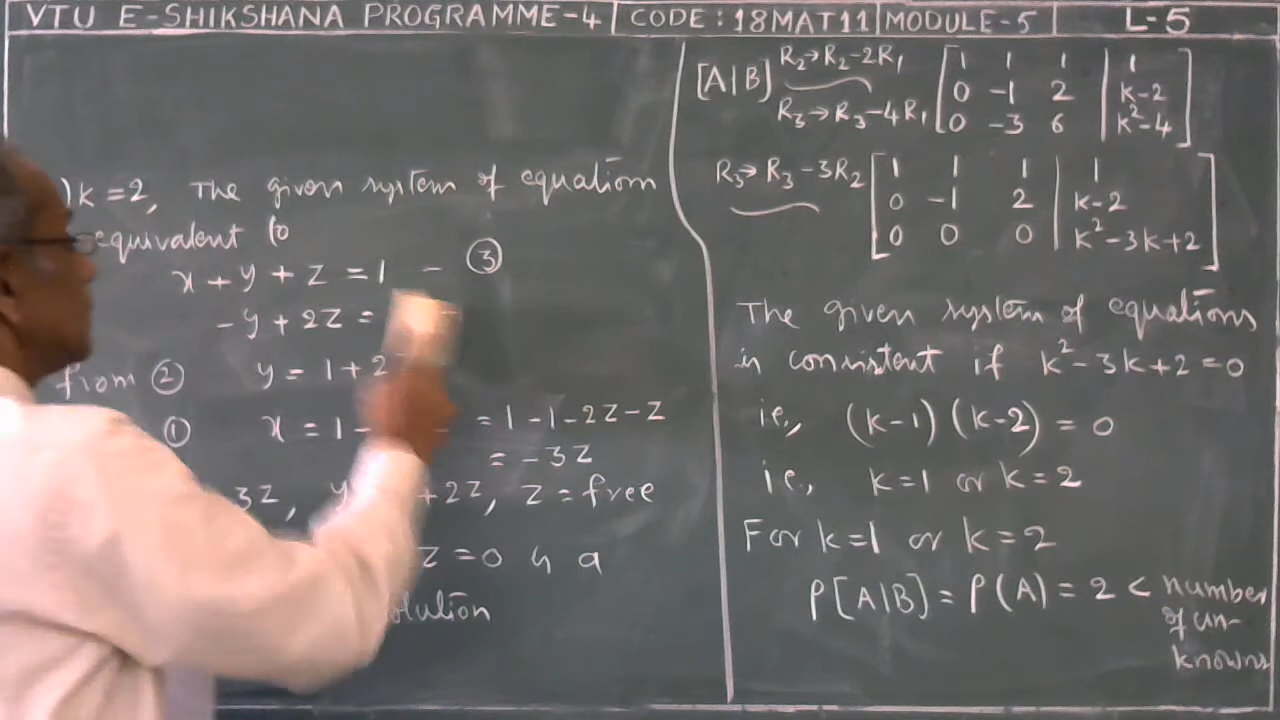 VTU E-SHIKSHANA PROGRAMME-4 | CODE: 18MAT11 | MODULE-5 | L-5
)k=2, The given system of equations
equivalent to
x + y + z = 1 - ③
-y + 2z =
from ② y = 1+2
① x = 1- = 1-1-2z-z
= -3z
3z, y +2z, z = free
z = 0 is a
solution
[A|B] R₂→R₂-2R₁ [1 1 1 | 1
R₃→R₃-4R₁ 0 -1 2 | k-2
0 -3 6 | k²-4]
R₃→R₃-3R₂ [1 1 1 | 1
0 -1 2 | k-2
0 0 0 | k²-3k+2]
The given system of equations
is consistent if k²-3k+2=0
i.e., (k-1)(k-2) = 0
i.e., k=1 or k=2
For k=1 or k=2
ρ[A|B] = ρ(A) = 2 < number
of un-
knowns